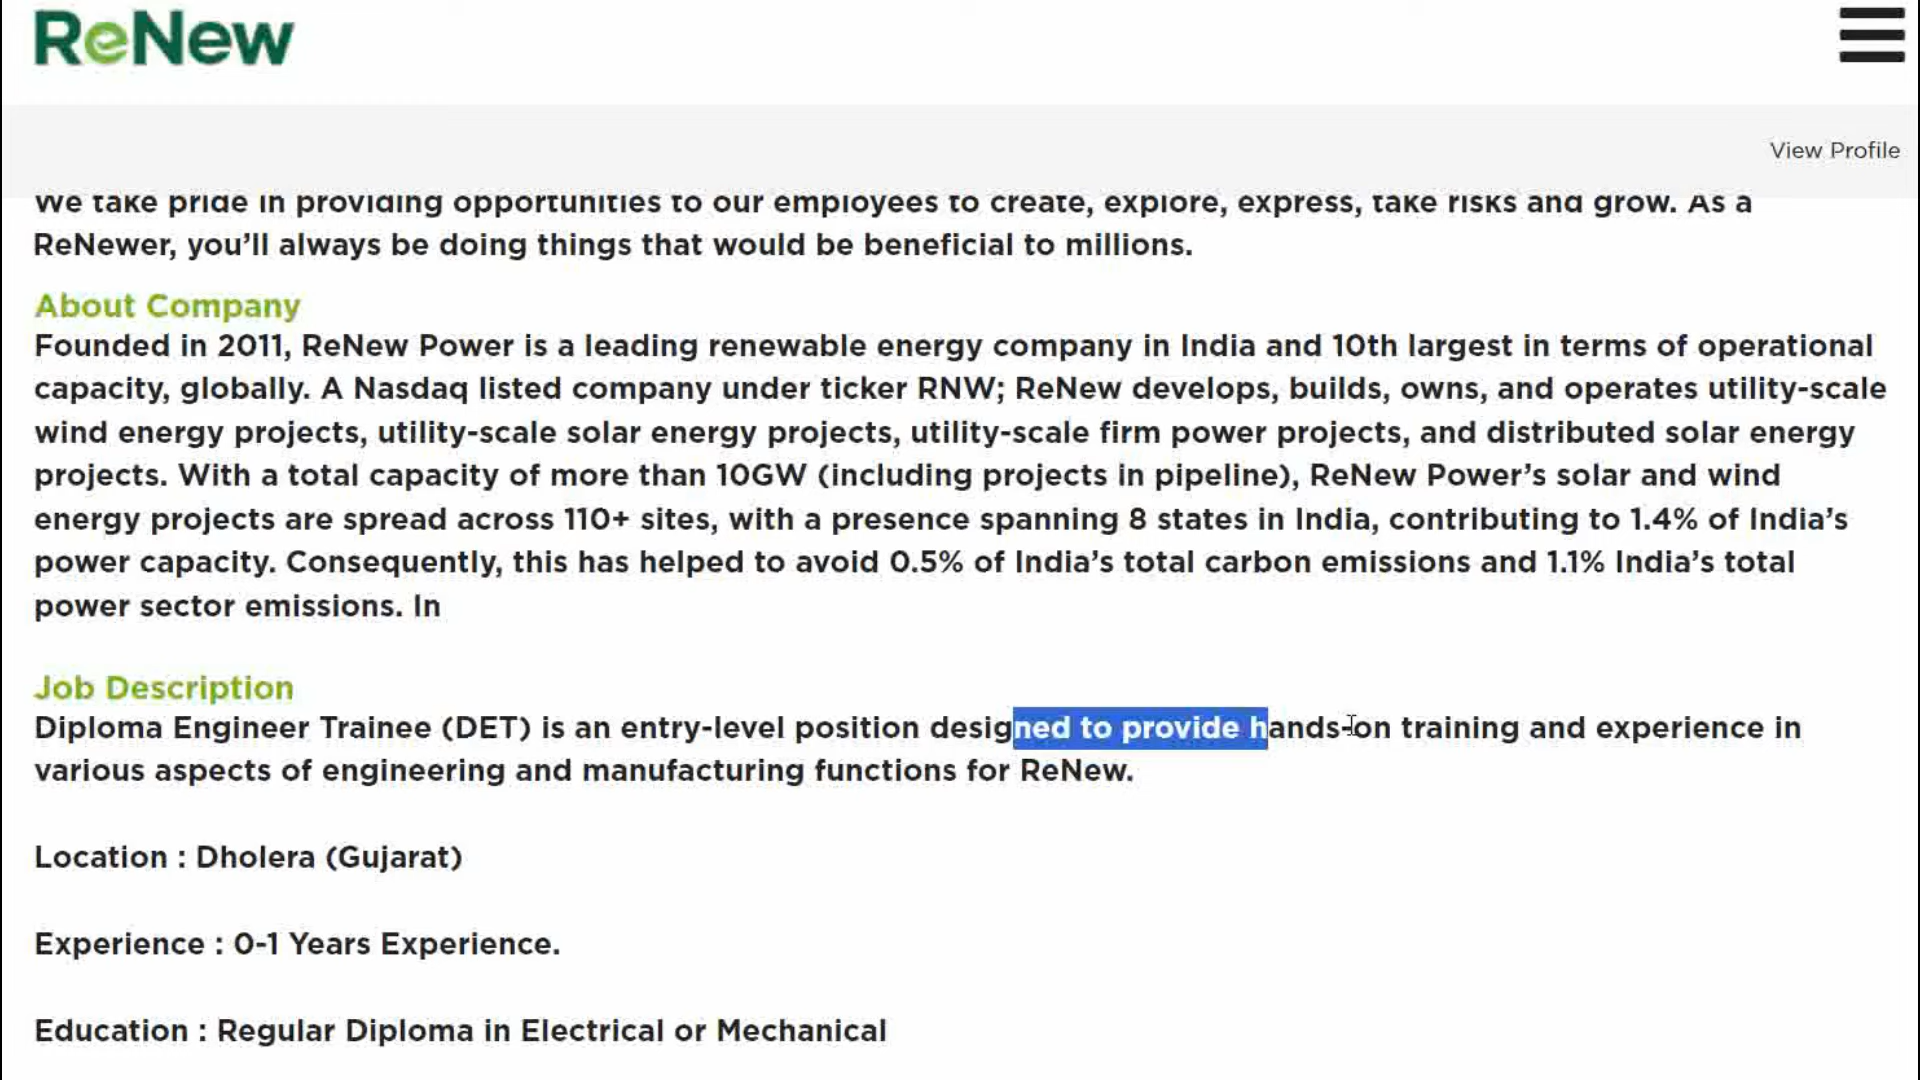 ReNew
View Profile
We take pride in providing opportunities to our employees to create, explore, express, take risks and grow. As a
ReNewer, you’ll always be doing things that would be beneficial to millions.
About Company
Founded in 2011, ReNew Power is a leading renewable energy company in India and 10th largest in terms of operational
capacity, globally. A Nasdaq listed company under ticker RNW; ReNew develops, builds, owns, and operates utility-scale
wind energy projects, utility-scale solar energy projects, utility-scale firm power projects, and distributed solar energy
projects. With a total capacity of more than 10GW (including projects in pipeline), ReNew Power’s solar and wind
energy projects are spread across 110+ sites, with a presence spanning 8 states in India, contributing to 1.4% of India’s
power capacity. Consequently, this has helped to avoid 0.5% of India’s total carbon emissions and 1.1% India’s total
power sector emissions. In
Job Description
Diploma Engineer Trainee (DET) is an entry-level position designed to provide hands-on training and experience in
various aspects of engineering and manufacturing functions for ReNew.
Location : Dholera (Gujarat)
Experience : 0-1 Years Experience.
Education : Regular Diploma in Electrical or Mechanical